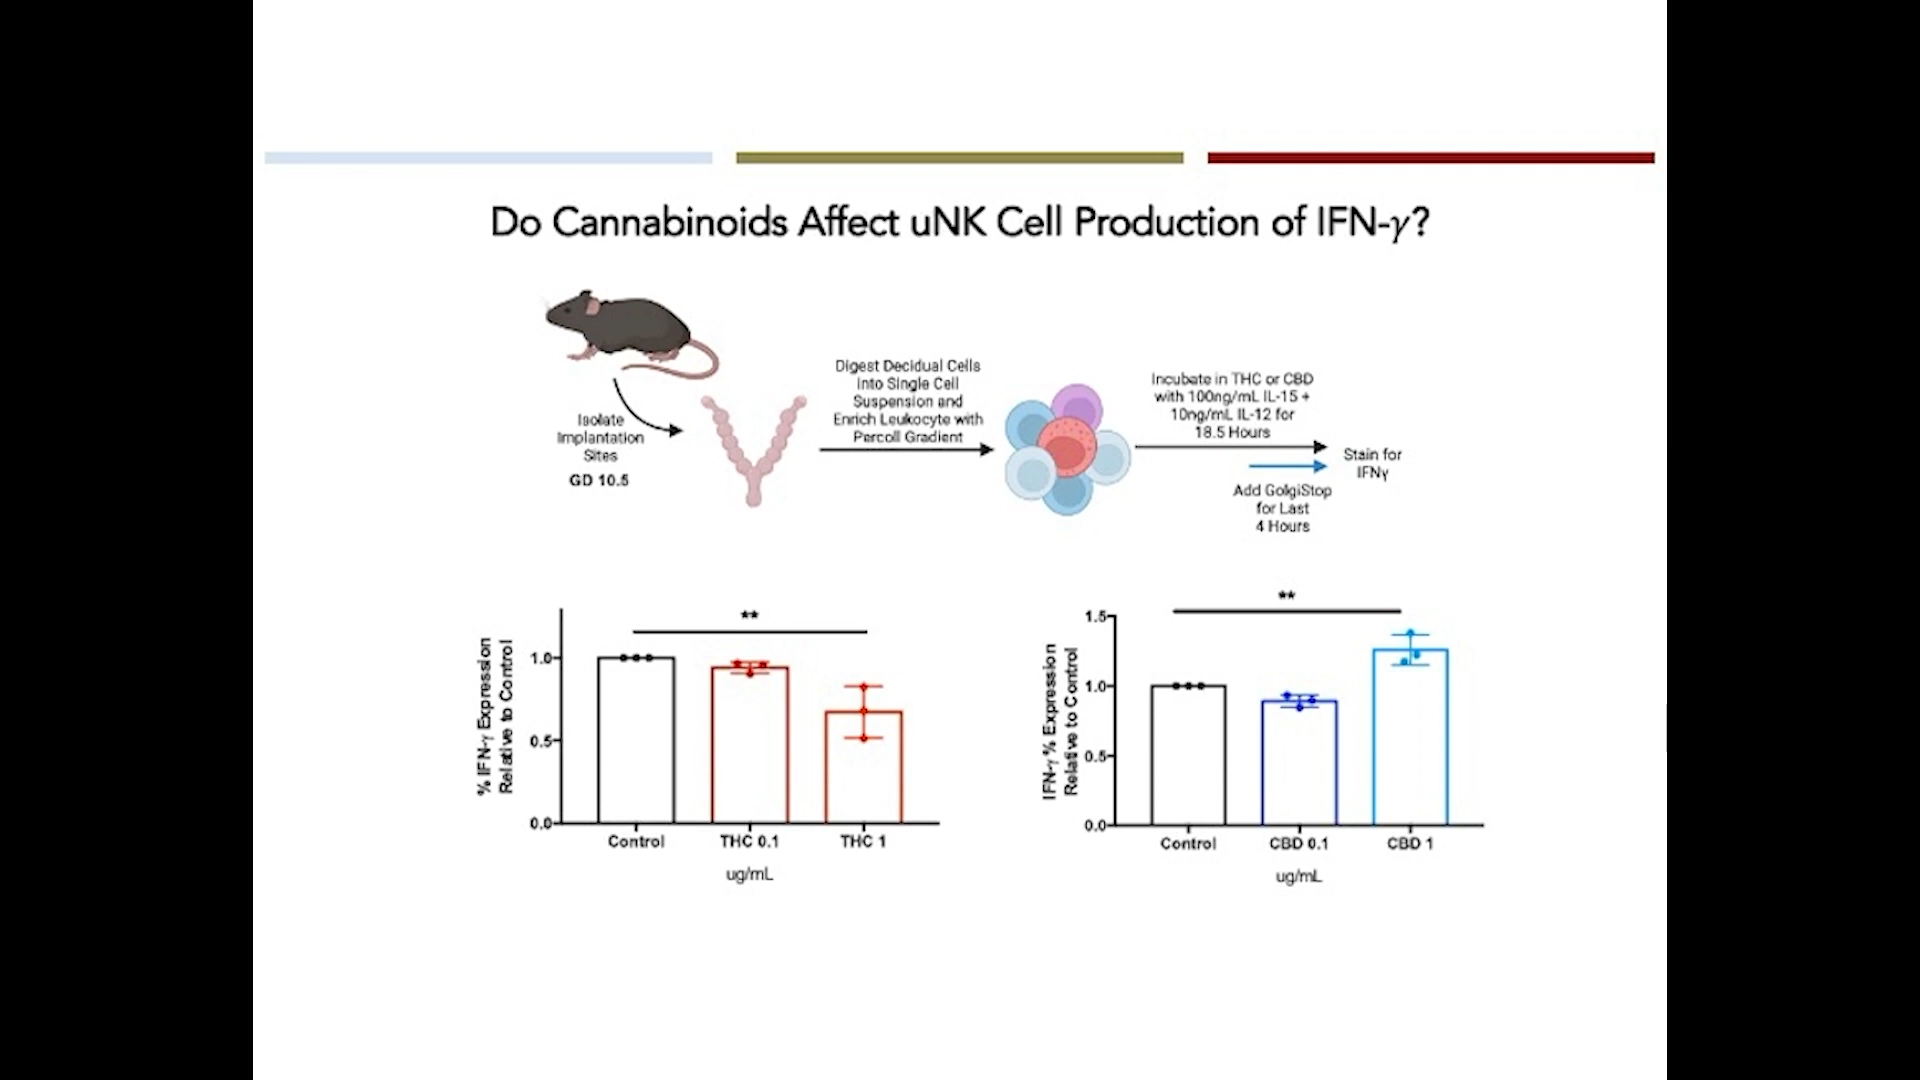 Do Cannabinoids Affect uNK Cell Production of IFN-γ?
Isolate
Implantation
Sites
GD 10.5
Digest Decidual Cells
into Single Cell
Suspension and
Enrich Leukocyte with
Percoll Gradient
Incubate in THC or CBD
with 100ng/mL IL-15 +
10ng/mL IL-12 for
18.5 Hours
Add GolgiStop
for Last
4 Hours
Stain for
IFNγ
% IFN-γ Expression
Relative to Control
**
1.0
0.5
0.0
Control
THC 0.1
THC 1
ug/mL
IFN-γ % Expression
Relative to Control
**
1.5
1.0
0.5
0.0
Control
CBD 0.1
CBD 1
ug/mL